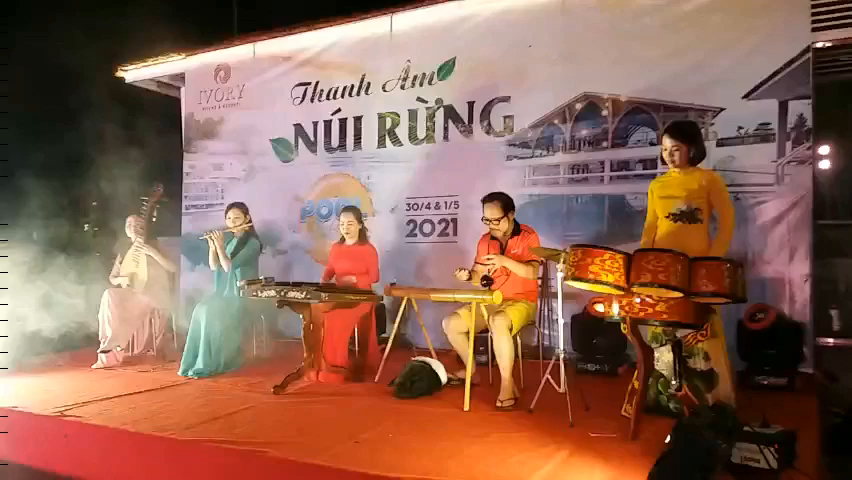 IVORY
Thanh Âm
NÚI RỪNG
30/4 & 1/5
2021